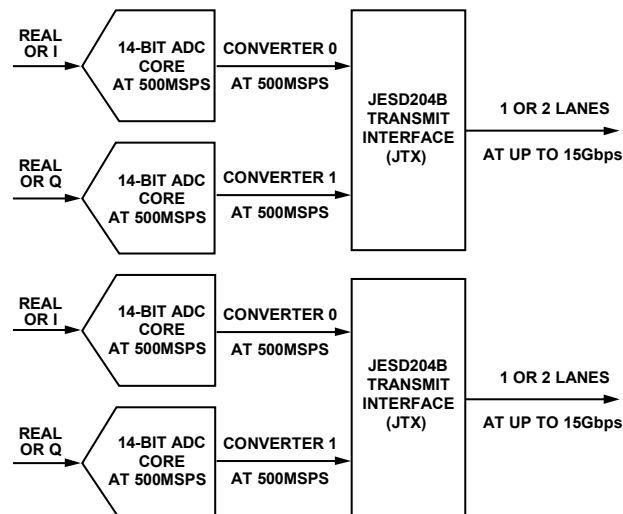 REAL
OR I
14-BIT ADC
CORE
AT 500MSPS
CONVERTER 0
AT 500MSPS
REAL
OR Q
14-BIT ADC
CORE
AT 500MSPS
CONVERTER 1
AT 500MSPS
JESD204B
TRANSMIT
INTERFACE
(JTX)
1 OR 2 LANES
AT UP TO 15Gbps
REAL
OR I
14-BIT ADC
CORE
AT 500MSPS
CONVERTER 0
AT 500MSPS
REAL
OR Q
14-BIT ADC
CORE
AT 500MSPS
CONVERTER 1
AT 500MSPS
JESD204B
TRANSMIT
INTERFACE
(JTX)
1 OR 2 LANES
AT UP TO 15Gbps